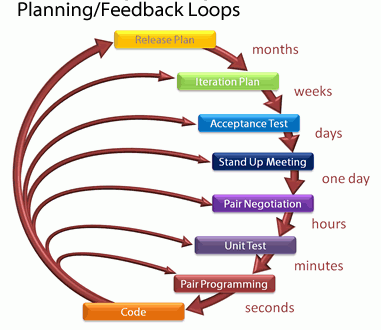 Planning/Feedback Loops
Release Plan
months
Iteration Plan
weeks
Acceptance Test
days
Stand Up Meeting
one day
Pair Negotiation
hours
Unit Test
minutes
Pair Programming
seconds
Code